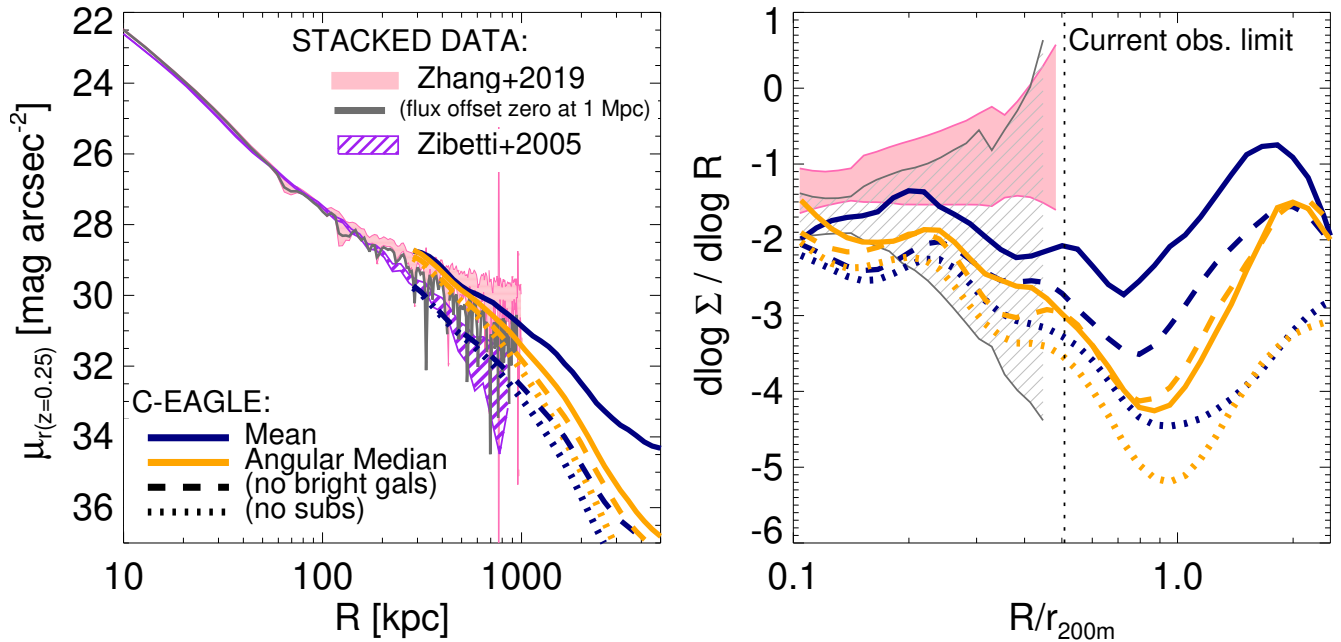 22
24
26
28
30
32
34
36
μr(z=0.25) [mag arcsec-2]
STACKED DATA:
Zhang+2019
(flux offset zero at 1 Mpc)
Zibetti+2005
C-EAGLE:
Mean
Angular Median
(no bright gals)
(no subs)
10
100
1000
R [kpc]
1
0
-1
-2
-3
-4
-5
-6
dlog Σ / dlog R
Current obs. limit
0.1
1.0
R/r200m